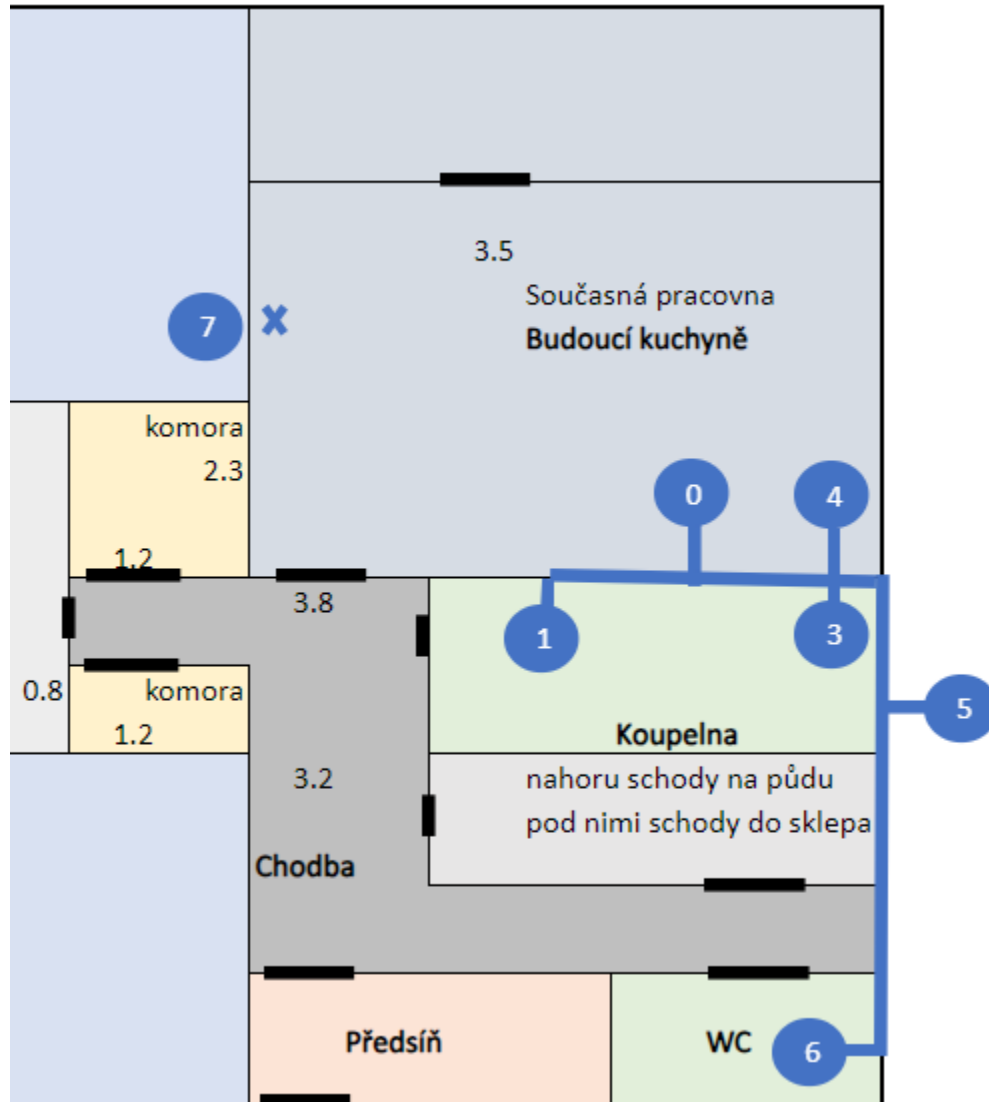 3.5
Současná pracovna
Budoucí kuchyně
7
komora
2.3
0
4
1.2
3.8
1
3
0.8
komora
1.2
5
Koupelna
3.2
nahoru schody na půdu
pod nimi schody do sklepa
Chodba
Předsíň
WC
6